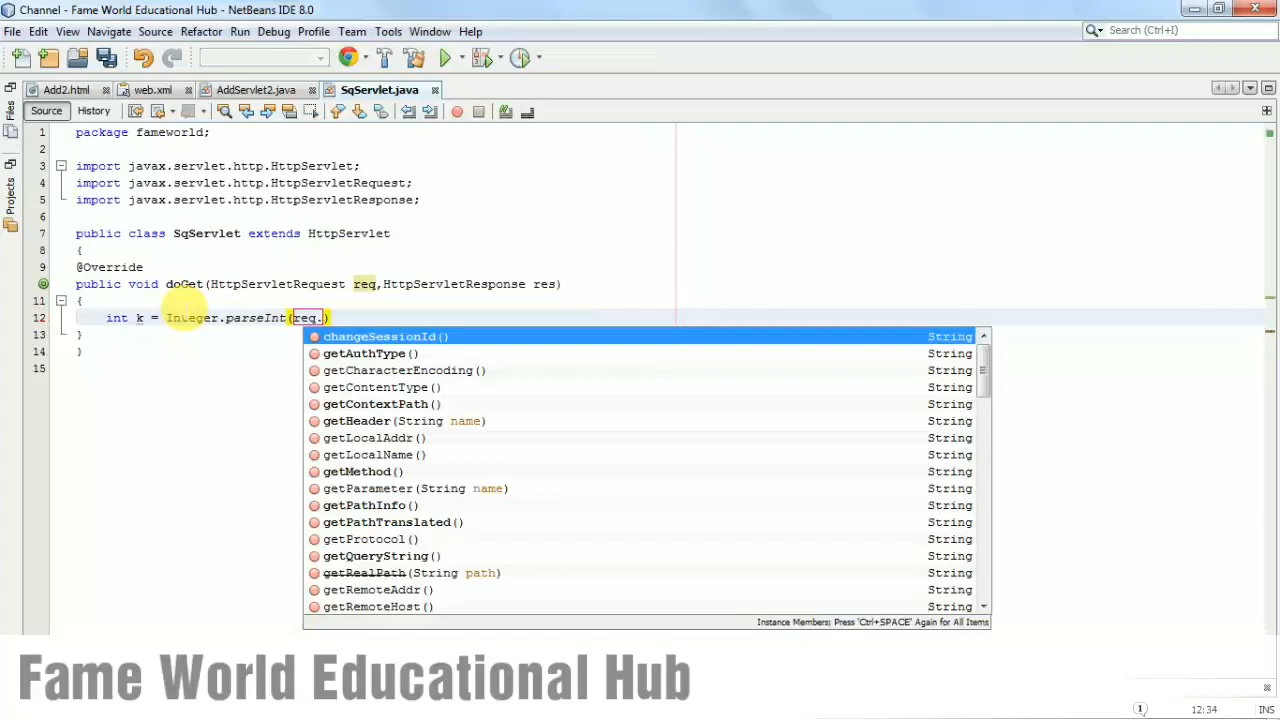 Channel - Fame World Educational Hub - NetBeans IDE 8.0
File Edit View Navigate Source Refactor Run Debug Profile Team Tools Window Help
Search (Ctrl+I)
Add2.html web.xml AddServlet2.java SqServlet.java
Source History
Files
Projects
1 package fameworld;
2
3 import javax.servlet.http.HttpServlet;
4 import javax.servlet.http.HttpServletRequest;
5 import javax.servlet.http.HttpServletResponse;
6
7 public class SqServlet extends HttpServlet
8 {
9 @Override
10 public void doGet(HttpServletRequest req,HttpServletResponse res)
11 {
12 int k = Integer.parseInt(req.)
13 }
14 }
15
changeSessionId() String
getAuthType() String
getCharacterEncoding() String
getContentType() String
getContextPath() String
getHeader(String name) String
getLocalAddr() String
getLocalName() String
getMethod() String
getParameter(String name) String
getPathInfo() String
getPathTranslated() String
getProtocol() String
getQueryString() String
getRealPath(String path) String
getRemoteAddr() String
getRemoteHost() String
Instance Members; Press 'Ctrl+SPACE' Again for All Items
Fame World Educational Hub
1 12:34 INS